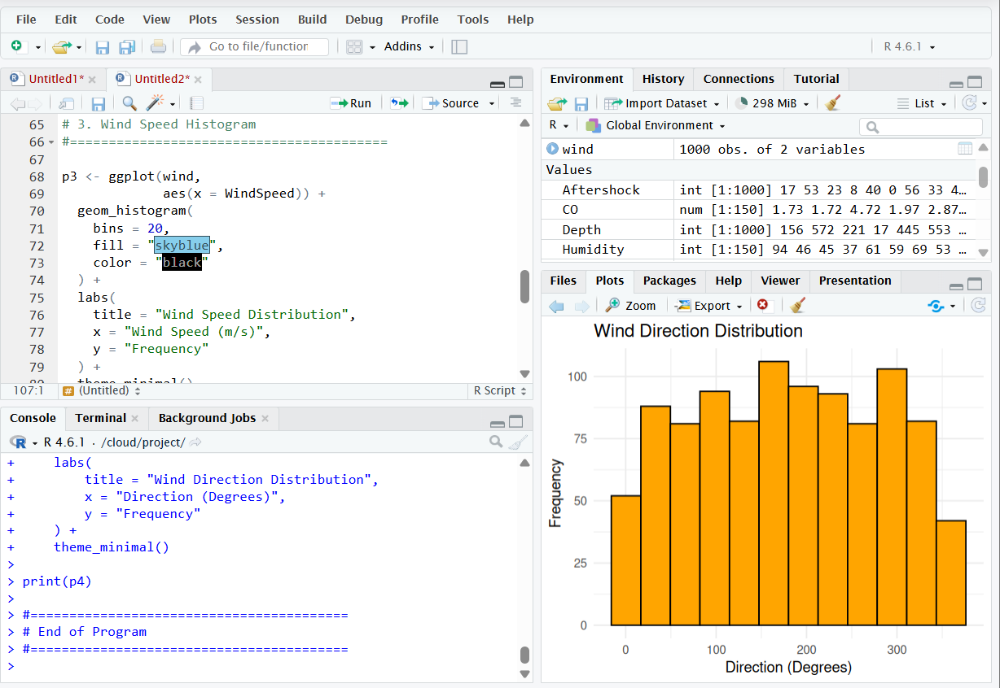 File Edit Code View Plots Session Build Debug Profile Tools Help
Go to file/functior Addins R 4.6.1
Untitled1* Untitled2*
Run Source
65 # 3. Wind Speed Histogram
66 #=========================================
67
68 p3 <- ggplot(wind,
69 aes(x = WindSpeed)) +
70 geom_histogram(
71 bins = 20,
72 fill = "skyblue",
73 color = "black"
74 ) +
75 labs(
76 title = "Wind Speed Distribution",
77 x = "Wind Speed (m/s)",
78 y = "Frequency"
79 ) +
80 theme_minimal()
107:1 # (Untitled) R Script
Console Terminal Background Jobs
R R 4.6.1 · /cloud/project/
+ labs(
+ title = "Wind Direction Distribution",
+ x = "Direction (Degrees)",
+ y = "Frequency"
+ ) +
+ theme_minimal()
>
> print(p4)
>
> #=========================================
> # End of Program
> #=========================================
>
Environment History Connections Tutorial
Import Dataset 298 MiB List
R Global Environment
wind 1000 obs. of 2 variables
Values
Aftershock int [1:1000] 17 53 23 8 40 0 56 33 4…
CO num [1:150] 1.73 1.72 4.72 1.97 2.87…
Depth int [1:1000] 156 572 221 17 445 553 …
Humidity int [1:150] 94 46 45 37 61 59 69 53 …
Files Plots Packages Help Viewer Presentation
Zoom Export
Wind Direction Distribution
100
75
50
25
0
Frequency
0 100 200 300
Direction (Degrees)